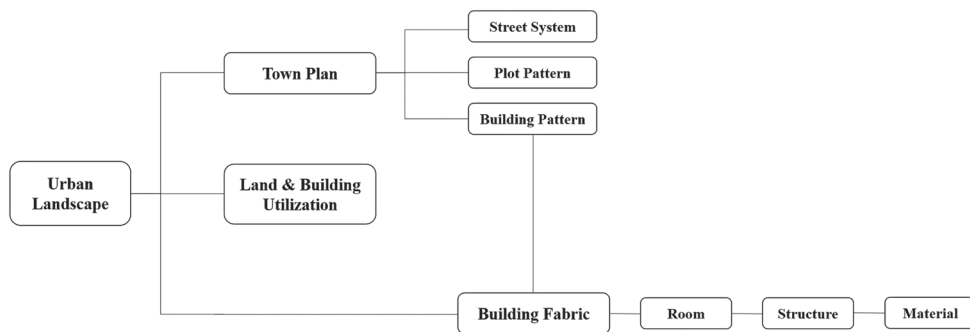 Street System
Town Plan
Plot Pattern
Building Pattern
Urban
Landscape
Land & Building
Utilization
Building Fabric
Room
Structure
Material